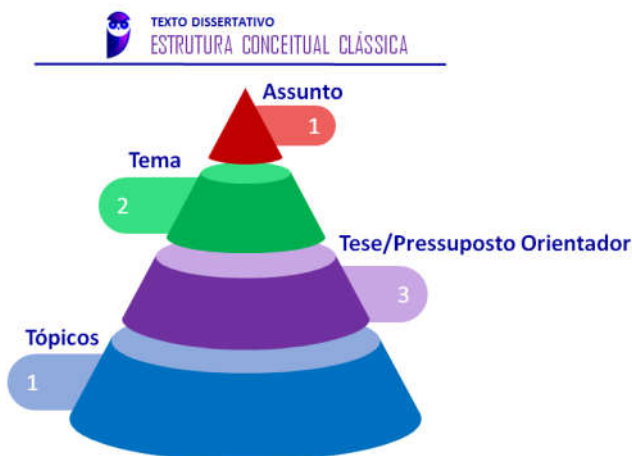 TEXTO DISSERTATIVO
ESTRUTURA CONCEITUAL CLÁSSICA
Assunto
1
Tema
2
Tese/Pressuposto Orientador
3
Tópicos
1